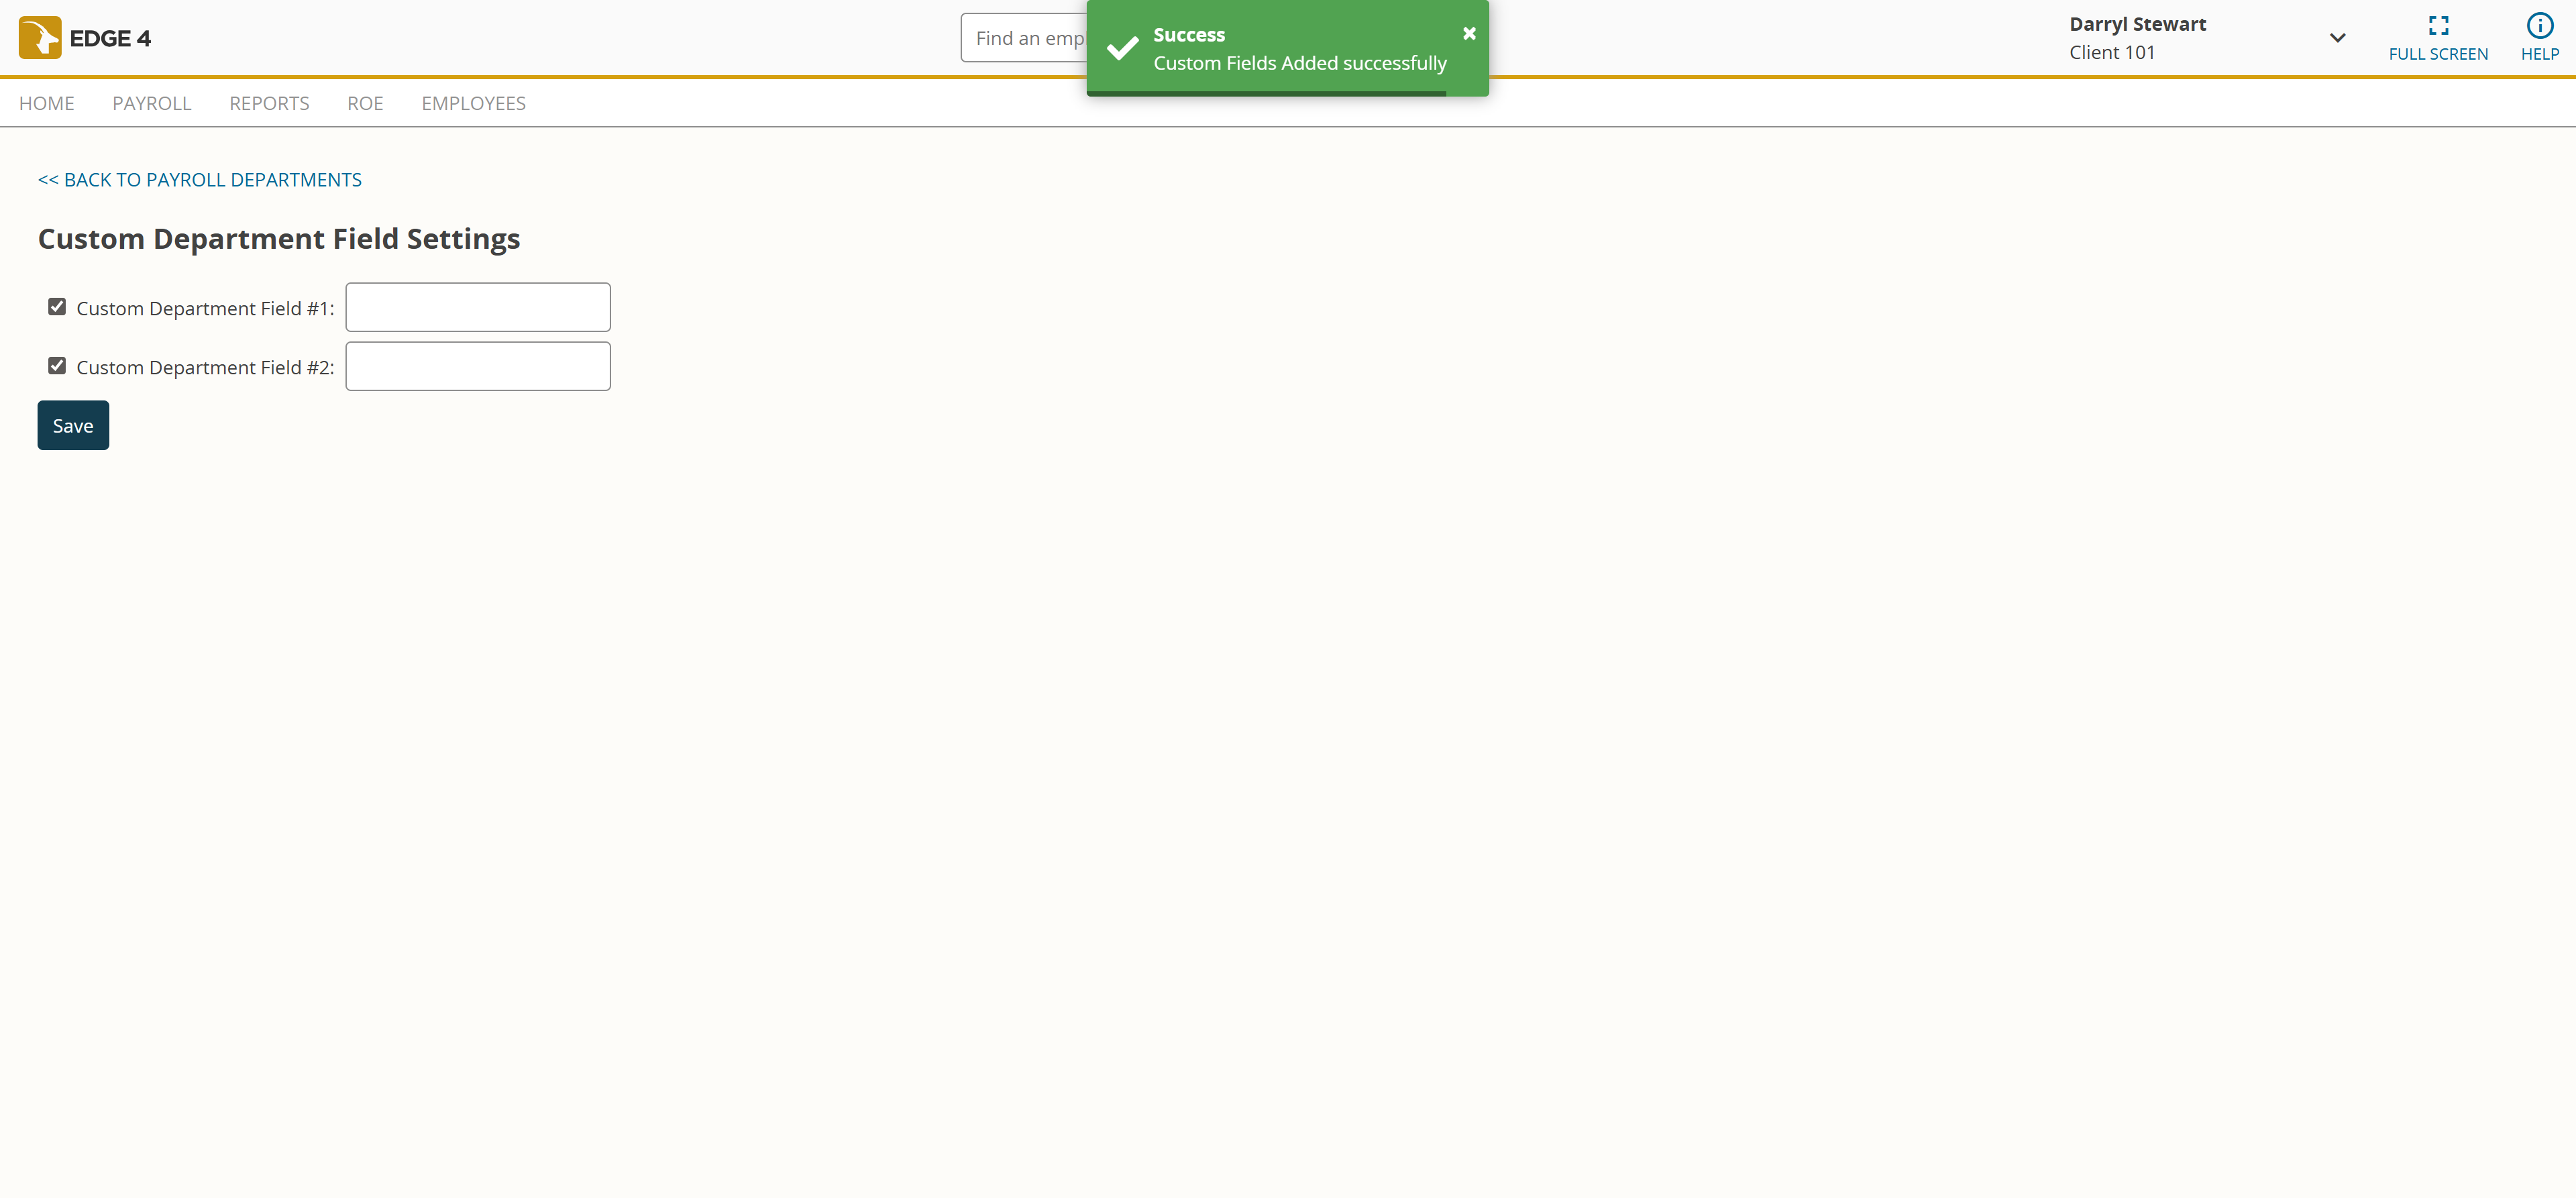 EDGE 4
Find an emp
Success
Custom Fields Added successfully
Darryl Stewart
Client 101
FULL SCREEN
HELP
HOME PAYROLL REPORTS ROE EMPLOYEES
<< BACK TO PAYROLL DEPARTMENTS
Custom Department Field Settings
Custom Department Field #1:
Custom Department Field #2:
Save